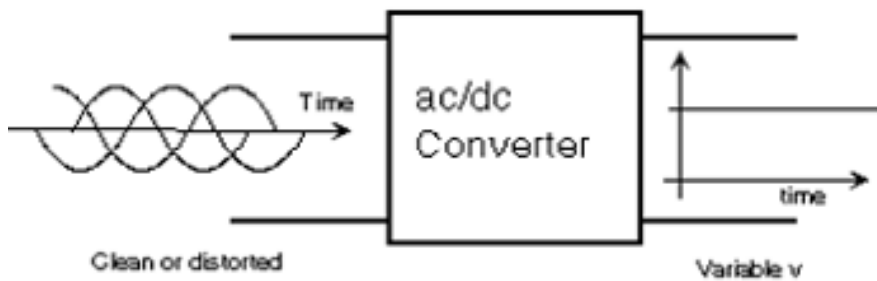 Time
ac/dc
Converter
time
Clean or distorted
Variable v